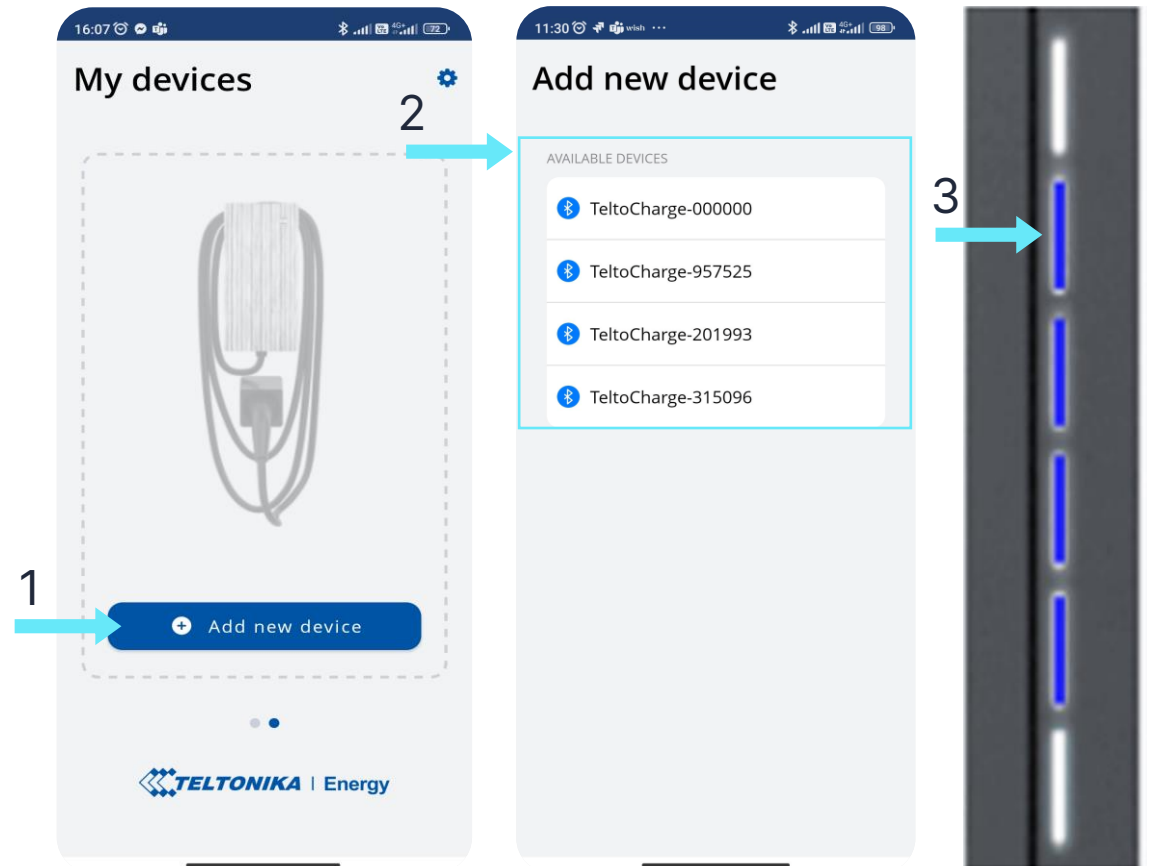 16:07
72
My devices
1
Add new device
TELTONIKA | Energy
2
11:30 wish ...
98
Add new device
AVAILABLE DEVICES
TeltoCharge-000000
TeltoCharge-957525
TeltoCharge-201993
TeltoCharge-315096
3